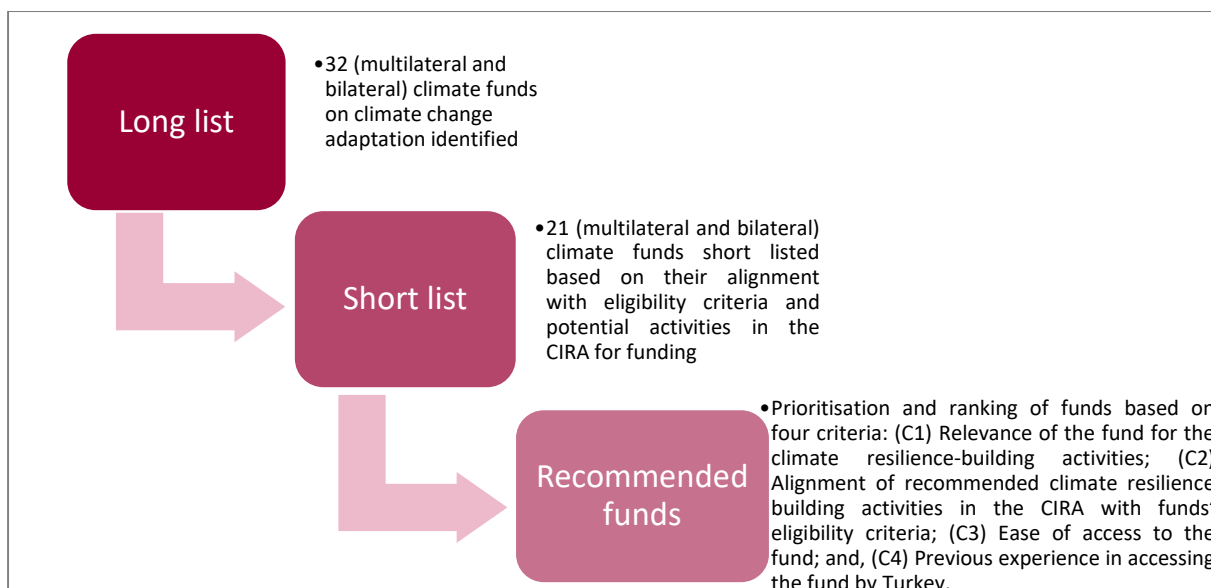 Long list
•32 (multilateral and
bilateral) climate funds
on climate change
adaptation identified
Short list
•21 (multilateral and bilateral)
climate funds short listed
based on their alignment
with eligibility criteria and
potential activities in the
CIRA for funding
Recommended
funds
•Prioritisation and ranking of funds based on
four criteria: (C1) Relevance of the fund for the
climate resilience-building activities; (C2)
Alignment of recommended climate resilience
building activities in the CIRA with funds'
eligibility criteria; (C3) Ease of access to the
fund; and, (C4) Previous experience in accessing
the fund by Turkey.